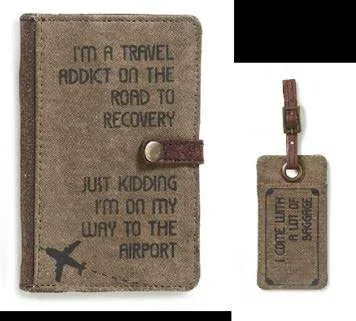 I'M A TRAVEL
ADDICT ON THE
ROAD TO
RECOVERY
JUST KIDDING
I'M ON MY
WAY TO THE
AIRPORT
I COME WITH
A LOT OF
BAGGAGE